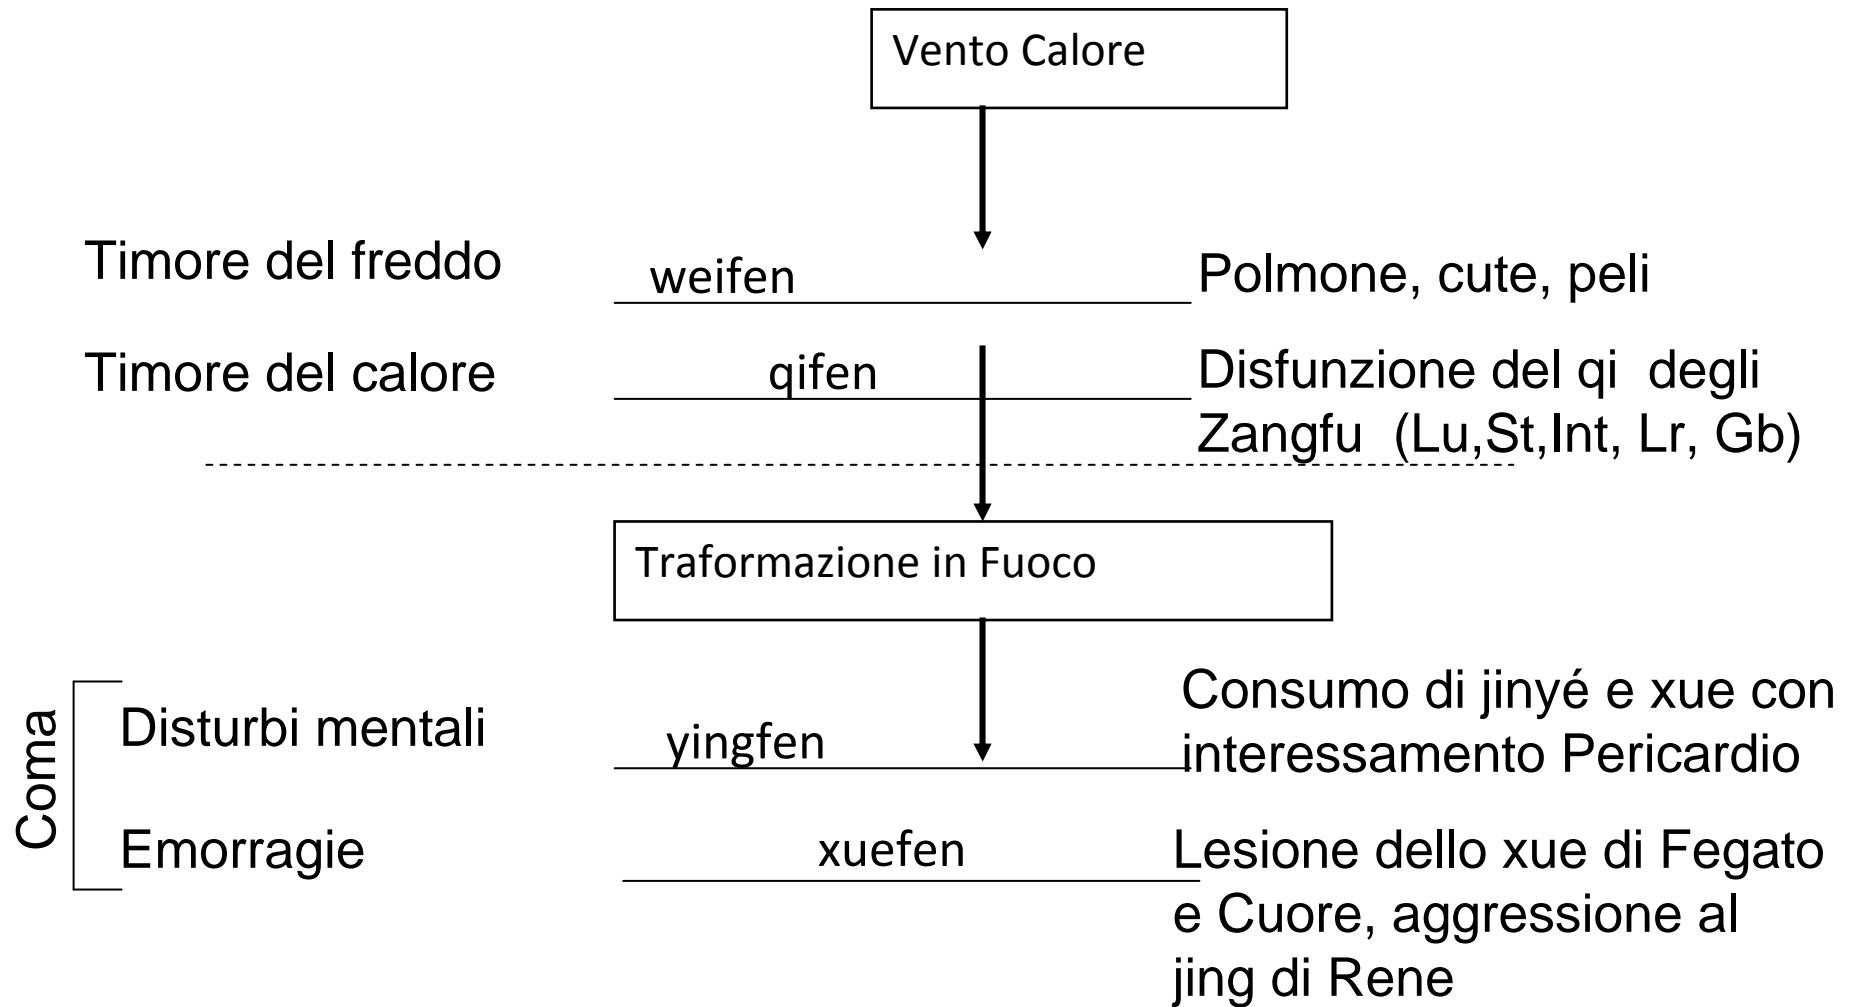 Vento Calore
Timore del freddo
weifen
Polmone, cute, peli
Timore del calore
qifen
Disfunzione del qi degli
Zangfu (Lu,St,Int, Lr, Gb)
Traformazione in Fuoco
Coma
Disturbi mentali
yingfen
Consumo di jinyé e xue con
interessamento Pericardio
Emorragie
xuefen
Lesione dello xue di Fegato
e Cuore, aggressione al
jing di Rene